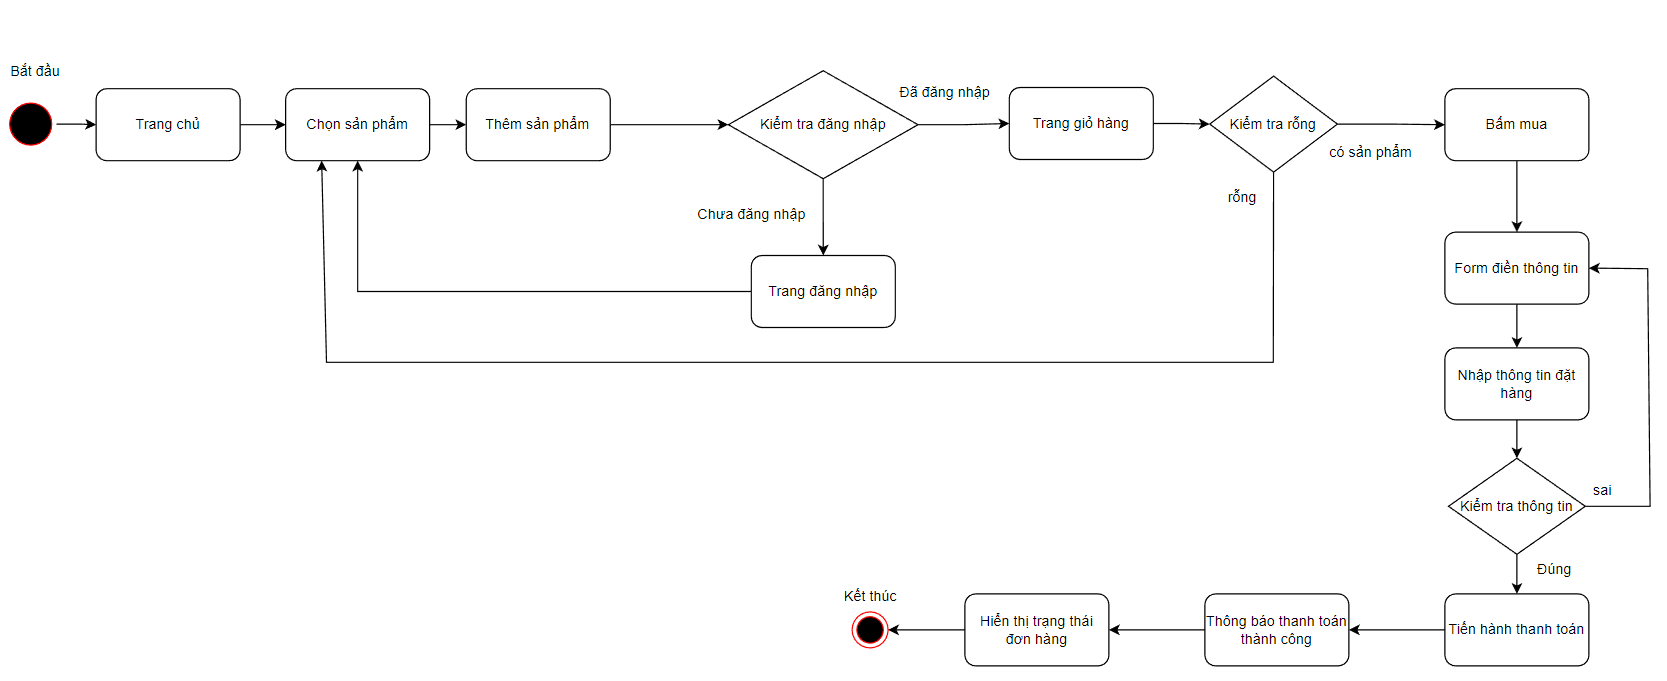 Bắt đầu
Trang chủ
Chọn sản phẩm
Thêm sản phẩm
Kiểm tra đăng nhập
Đã đăng nhập
Trang giỏ hàng
Kiểm tra rỗng
có sản phẩm
Bấm mua
rỗng
Chưa đăng nhập
Trang đăng nhập
Form điền thông tin
Nhập thông tin đặt
hàng
Kiểm tra thông tin
sai
Đúng
Tiến hành thanh toán
Thông báo thanh toán
thành công
Hiển thị trạng thái
đơn hàng
Kết thúc